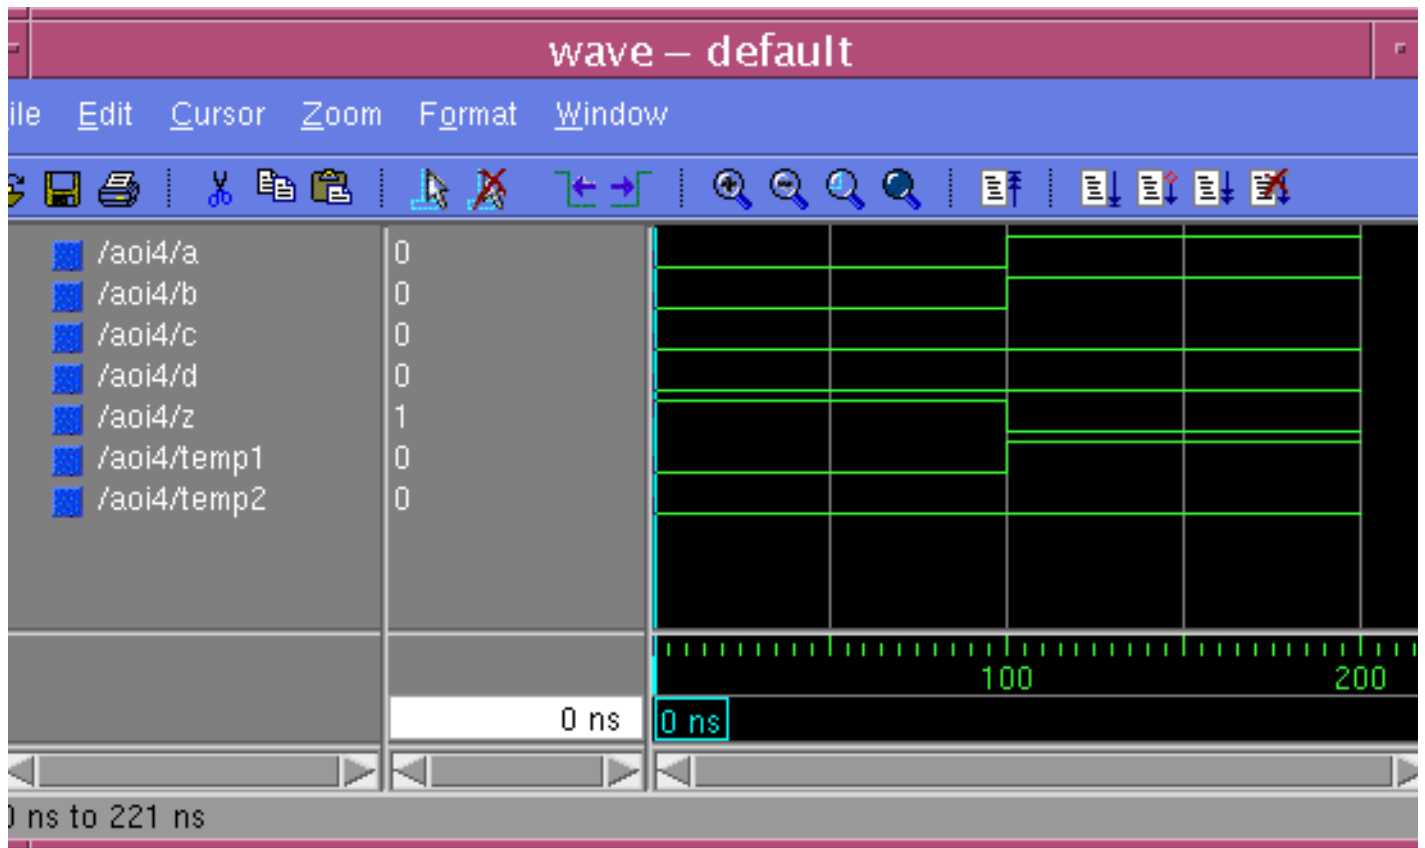 wave – default
ile Edit Cursor Zoom Format Window
/aoi4/a 0
/aoi4/b 0
/aoi4/c 0
/aoi4/d 0
/aoi4/z 1
/aoi4/temp1 0
/aoi4/temp2 0
100 200
0 ns 0 ns
ns to 221 ns